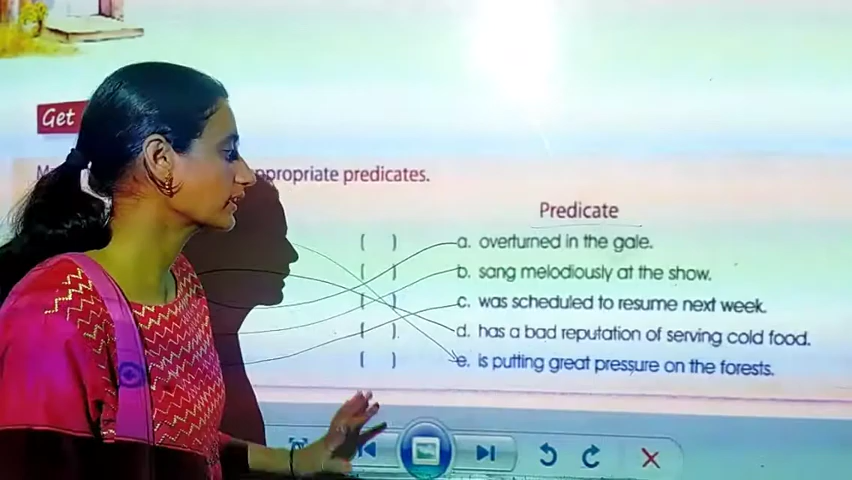 Get
appropriate predicates.
Predicate
( ) a. overturned in the gale.
( ) b. sang melodiously at the show.
( ) c. was scheduled to resume next week.
( ) d. has a bad reputation of serving cold food.
( ) e. is putting great pressure on the forests.